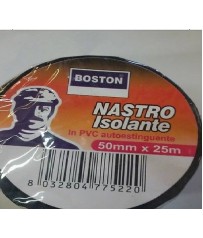 BOSTON
NASTRO
Isolante
in PVC autoestinguente
50mm x 25m
8 032804 775220